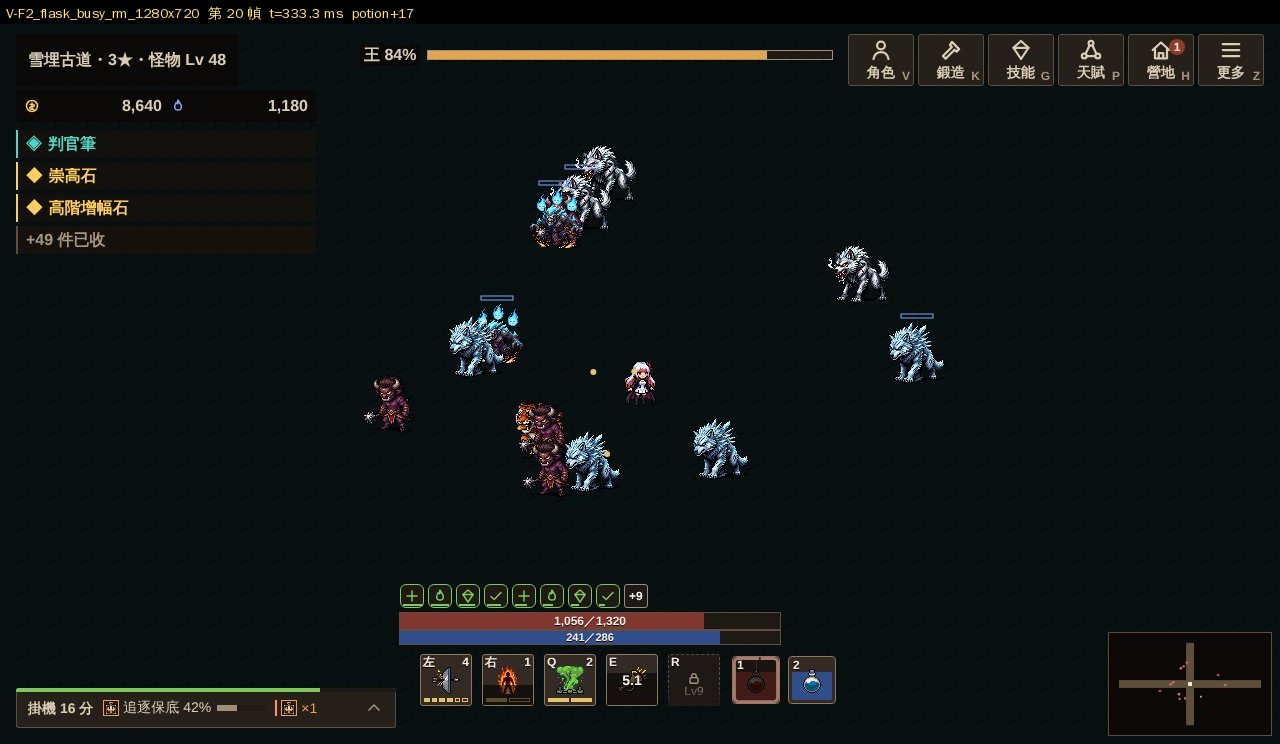 V-F2_flask_busy_rm_1280x720 第 20 幀 t=333.3 ms potion+17
雪埋古道・3★・怪物 Lv 48
王 84%
角色 V
鍛造 K
技能 G
天賦 P
營地 H
1
更多 Z
8,640 1,180
判官筆
崇高石
高階增幅石
+49 件已收
+9
1,056／1,320
241／286
左 4
右 1
Q 2
E
5.1
R
Lv9
1
2
掛機 16 分 追逐保底 42% ×1